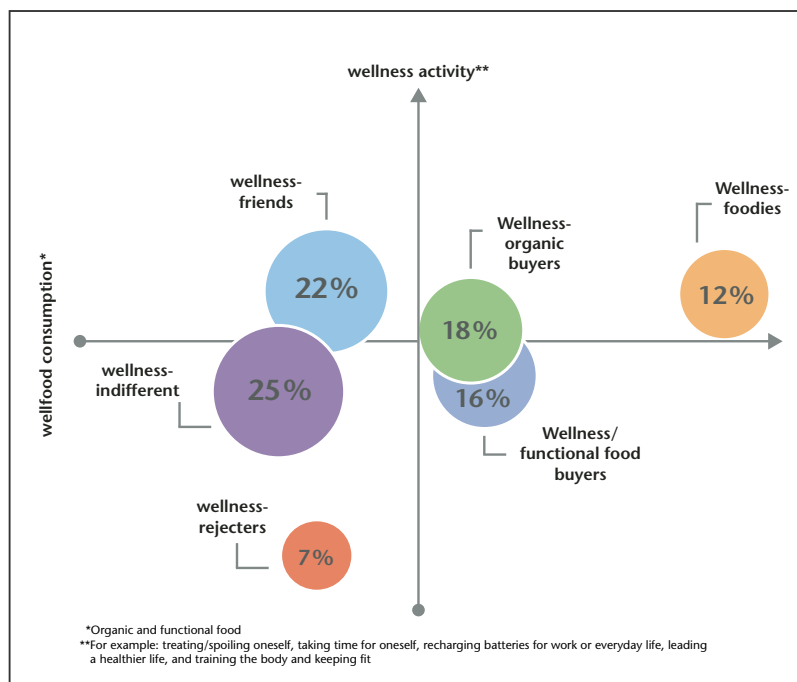 wellness activity**
wellness-
friends
Wellness-
foodies
Wellness-
organic
buyers
22%
12%
18%
wellfood consumption*
wellness-
indifferent
25%
16%
Wellness/
functional food
buyers
wellness-
rejecters
7%
*Organic and functional food
**For example: treating/spoiling oneself, taking time for oneself, recharging batteries for work or everyday life, leading
a healthier life, and training the body and keeping fit